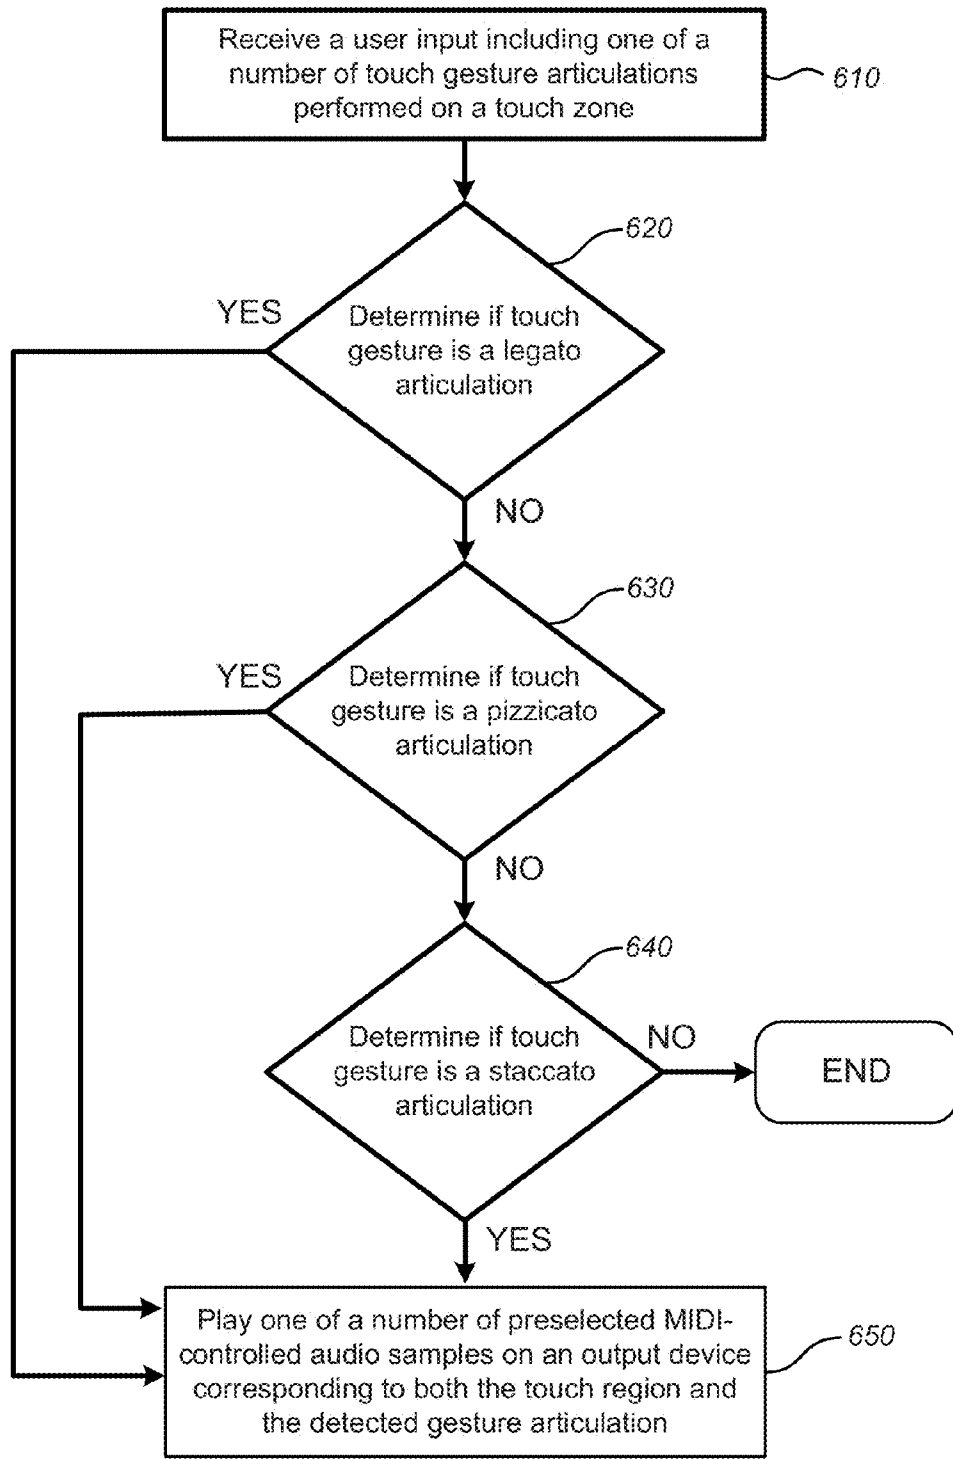 Receive a user input including one of a
number of touch gesture articulations
performed on a touch zone
610
620
YES
Determine if touch
gesture is a legato
articulation
NO
630
YES
Determine if touch
gesture is a pizzicato
articulation
NO
640
Determine if touch
gesture is a staccato
articulation
NO
END
YES
Play one of a number of preselected MIDI-
controlled audio samples on an output device
corresponding to both the touch region and
the detected gesture articulation
650